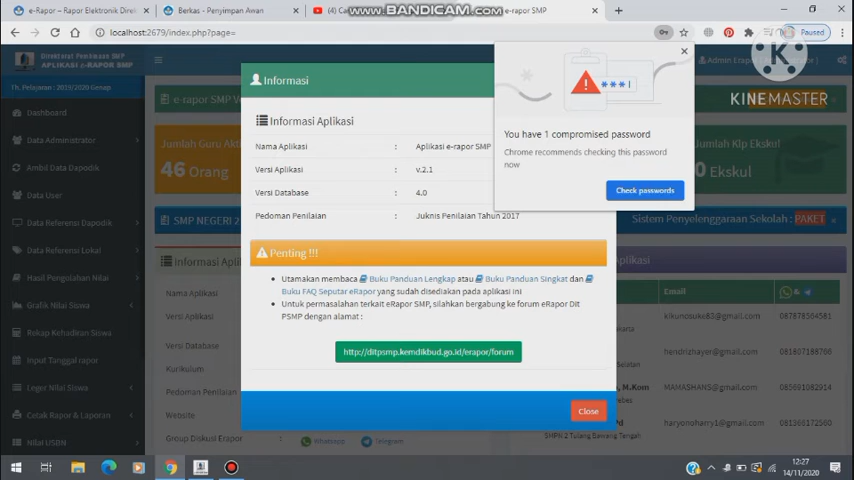 e-Rapor – Rapor Elektronik Direk
Berkas - Penyimpan Awan
WWW.BANDICAM.COM
e-rapor SMP
localhost:2679/index.php?page=
Paused
Direktorat Pembinaan SMP
APLIKASI e-RAPOR SMP
Th. Pelajaran : 2019/2020 Genap
Dashboard
Data Administrator
Ambil Data Dapodik
Data User
Data Referensi Dapodik
Data Referensi Lokal
Hasil Pengolahan Nilai
Grafik Nilai Siswa
Rekap Kehadiran Siswa
Input Tanggal rapor
Leger Nilai Siswa
Cetak Rapor & Laporan
Nilai USBN
e-rapor SMP
Jumlah Guru
46 Orang
SMP NEGERI 2
Informasi
Nama Aplikasi
Versi Aplikasi
Versi Database
Kurikulum
Pedoman Penilaian
Website
Group Diskusi Erapor
:
Whatsapp
Telegram
Informasi
Informasi Aplikasi
Nama Aplikasi : Aplikasi e-rapor SMP
Versi Aplikasi : v.2.1
Versi Database : 4.0
Pedoman Penilaian : Juknis Penilaian Tahun 2017
Penting !!!
Utamakan membaca Buku Panduan Lengkap atau Buku Panduan Singkat dan
Buku FAQ Seputar eRapor yang sudah disediakan pada aplikasi ini
Untuk permasalahan terkait eRapor SMP, silahkan bergabung ke forum eRapor Dit
PSMP dengan alamat :
http://ditpsmp.kemdikbud.go.id/erapor/forum
Close
You have 1 compromised password
Chrome recommends checking this password
now
Check passwords
K
KINEMASTER
Jumlah Klp Ekskul
0 Ekskul
Sistem Penyelenggaraan Sekolah : PAKET
Aplikasi
Email
kikunosuke83@gmail.com
087878564581
hendrizhayer@gmail.com
081807188766
M.Kom
MAMASHANS@gmail.com
085691082914
haryonoharry1@gmail.com
081366172560
SMPN 2 Tulang Bawang Tengah
12:27
14/11/2020